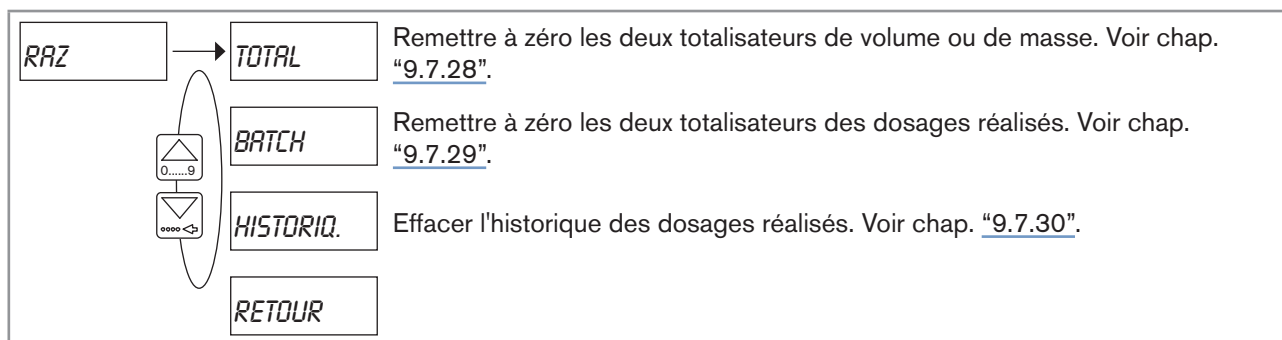 RAZ
TOTAL
Remettre à zéro les deux totalisateurs de volume ou de masse. Voir chap.
"9.7.28".
BATCH
Remettre à zéro les deux totalisateurs des dosages réalisés. Voir chap.
"9.7.29".
0......9
HISTORIQ.
Effacer l'historique des dosages réalisés. Voir chap. "9.7.30".
RETOUR